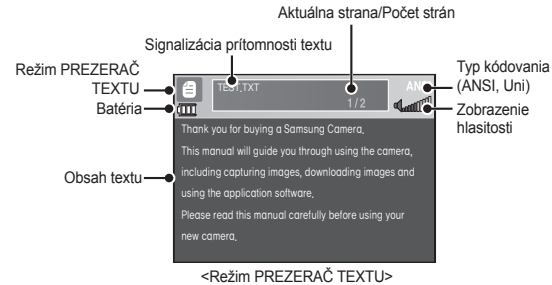 Aktuálna strana/Počet strán
Signalizácia prítomnosti textu
Režim PREZERAČ
TEXTU
Batéria
Typ kódovania
(ANSI, Uni)
Zobrazenie
hlasitosti
Obsah textu
TEST.TXT
1/2
Thank you for buying a Samsung Camera.
This manual will guide you through using the camera,
including capturing images, downloading images and
using the application software.
Please read this manual carefully before using your
new camera.
<Režim PREZERAČ TEXTU>